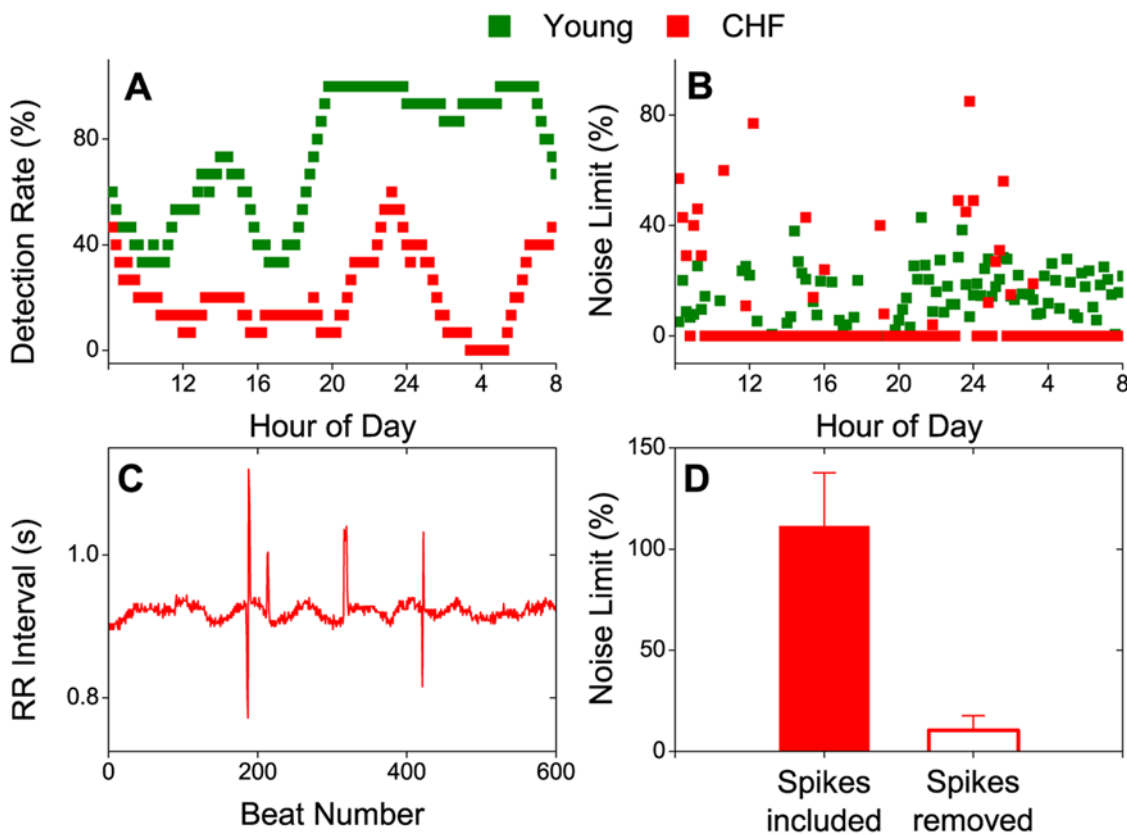 Young CHF
A
Detection Rate (%)
80
40
0
12 16 20 24 4 8
Hour of Day
B
Noise Limit (%)
80
40
0
12 16 20 24 4 8
Hour of Day
C
RR Interval (s)
1.0
0.8
0 200 400 600
Beat Number
D
Noise Limit (%)
150
100
50
0
Spikes included
Spikes removed